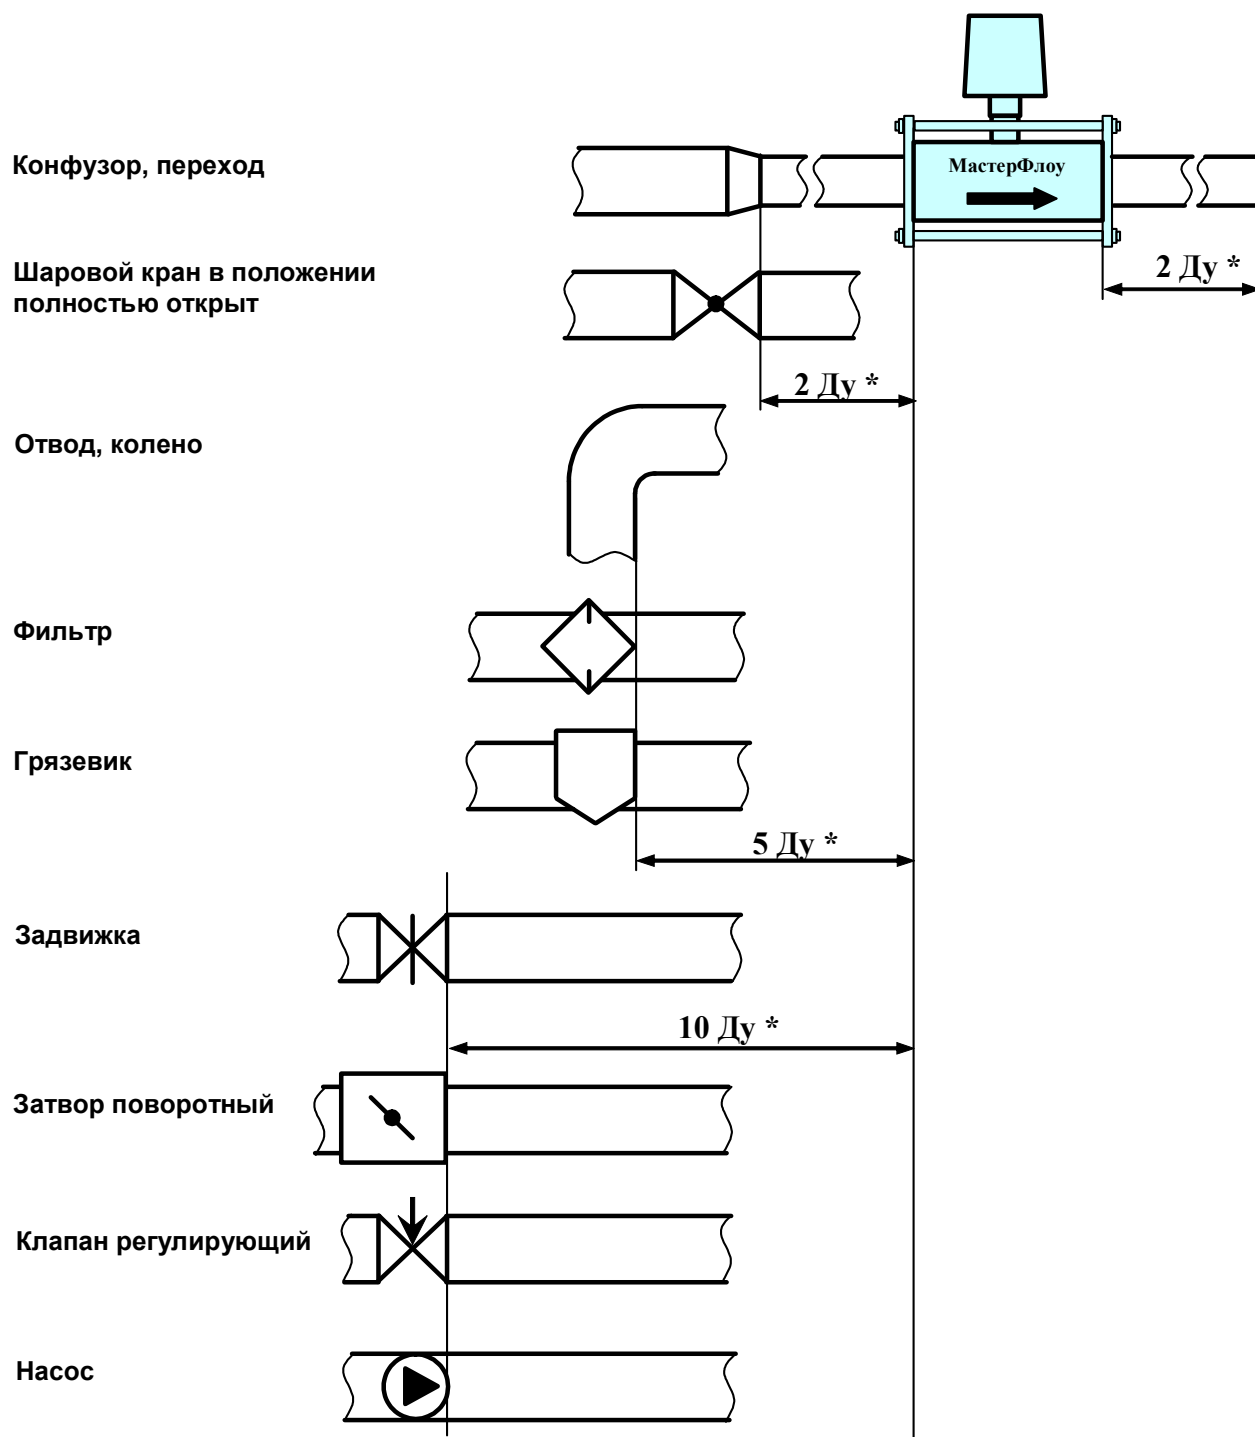 Конфузор, переход
МастерФлоу
Шаровой кран в положении
полностью открыт
2 Ду *
2 Ду *
Отвод, колено
Фильтр
Грязевик
5 Ду *
Задвижка
10 Ду *
Затвор поворотный
Клапан регулирующий
Насос